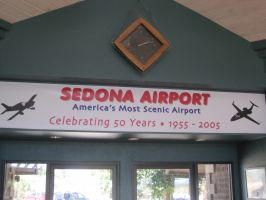 SEDONA AIRPORT
America's Most Scenic Airport
Celebrating 50 Years • 1955 - 2005